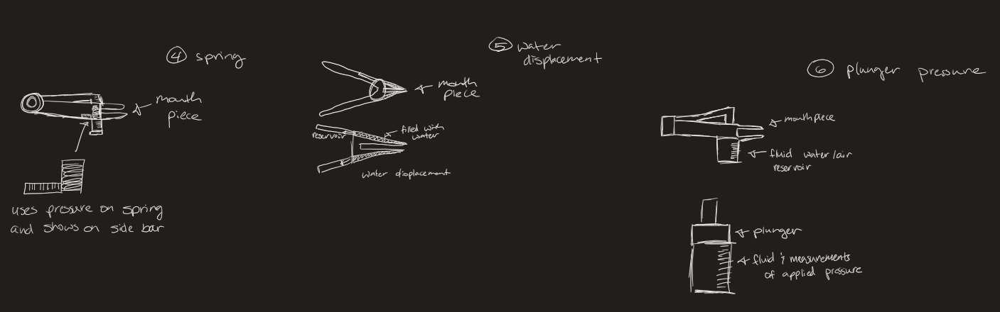 4 spring
mouth
piece
uses pressure on spring
and shows on side bar
5 water
displacement
mouth
piece
reservoir
filled with
water
water displacement
6 plunger pressure
mouthpiece
fluid water/air
reservoir
plunger
fluid & measurements
of applied pressure